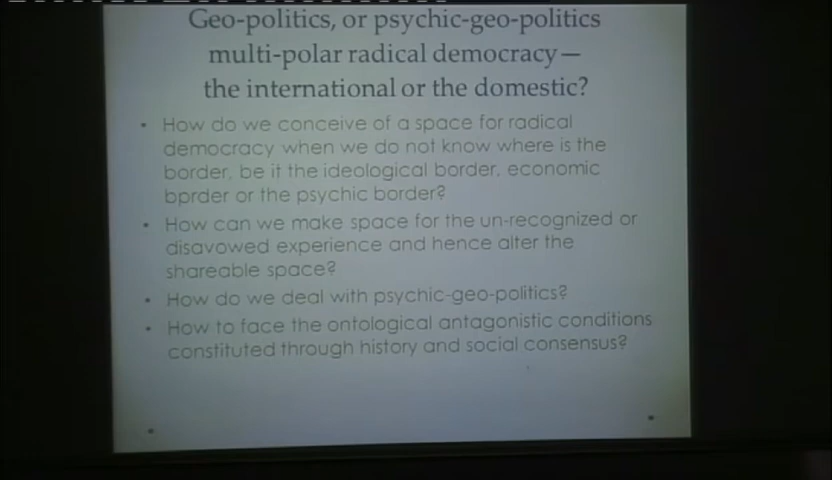 Geo-politics, or psychic-geo-politics
multi-polar radical democracy—
the international or the domestic?
• How do we conceive of a space for radical
democracy when we do not know where is the
border, be it the ideological border, economic
bprder or the psychic border?
• How can we make space for the un-recognized or
disavowed experience and hence alter the
shareable space?
• How do we deal with psychic-geo-politics?
• How to face the ontological antagonistic conditions
constituted through history and social consensus?